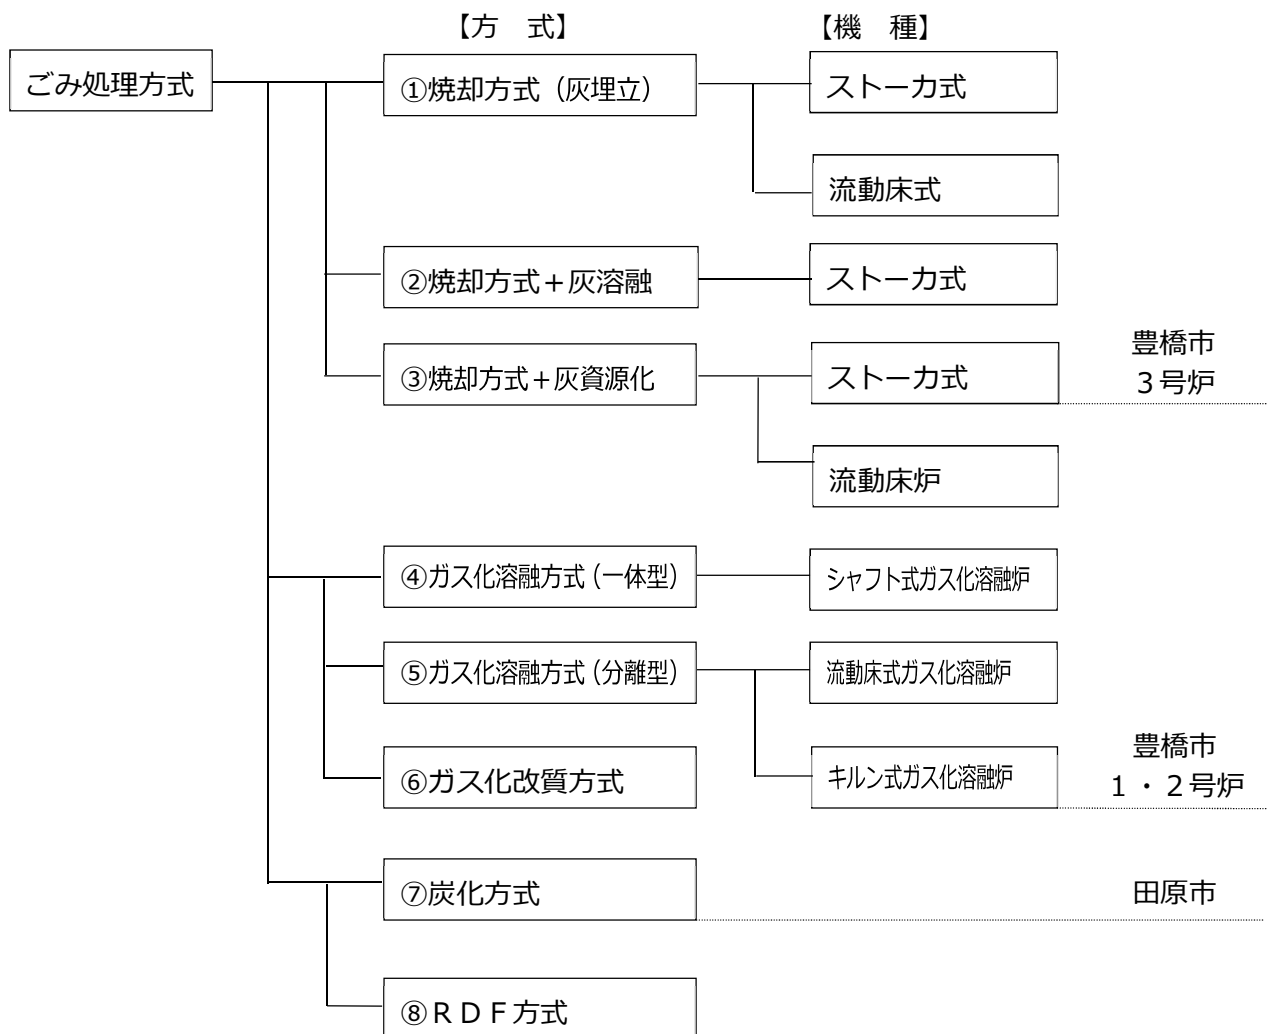 【方　式】
【機　種】
ごみ処理方式
①焼却方式（灰埋立）
ストーカ式
流動床式
②焼却方式＋灰溶融
ストーカ式
③焼却方式＋灰資源化
ストーカ式
豊橋市
３号炉
流動床炉
④ガス化溶融方式（一体型）
シャフト式ガス化溶融炉
⑤ガス化溶融方式（分離型）
流動床式ガス化溶融炉
⑥ガス化改質方式
キルン式ガス化溶融炉
豊橋市
１・２号炉
⑦炭化方式
田原市
⑧ＲＤＦ方式